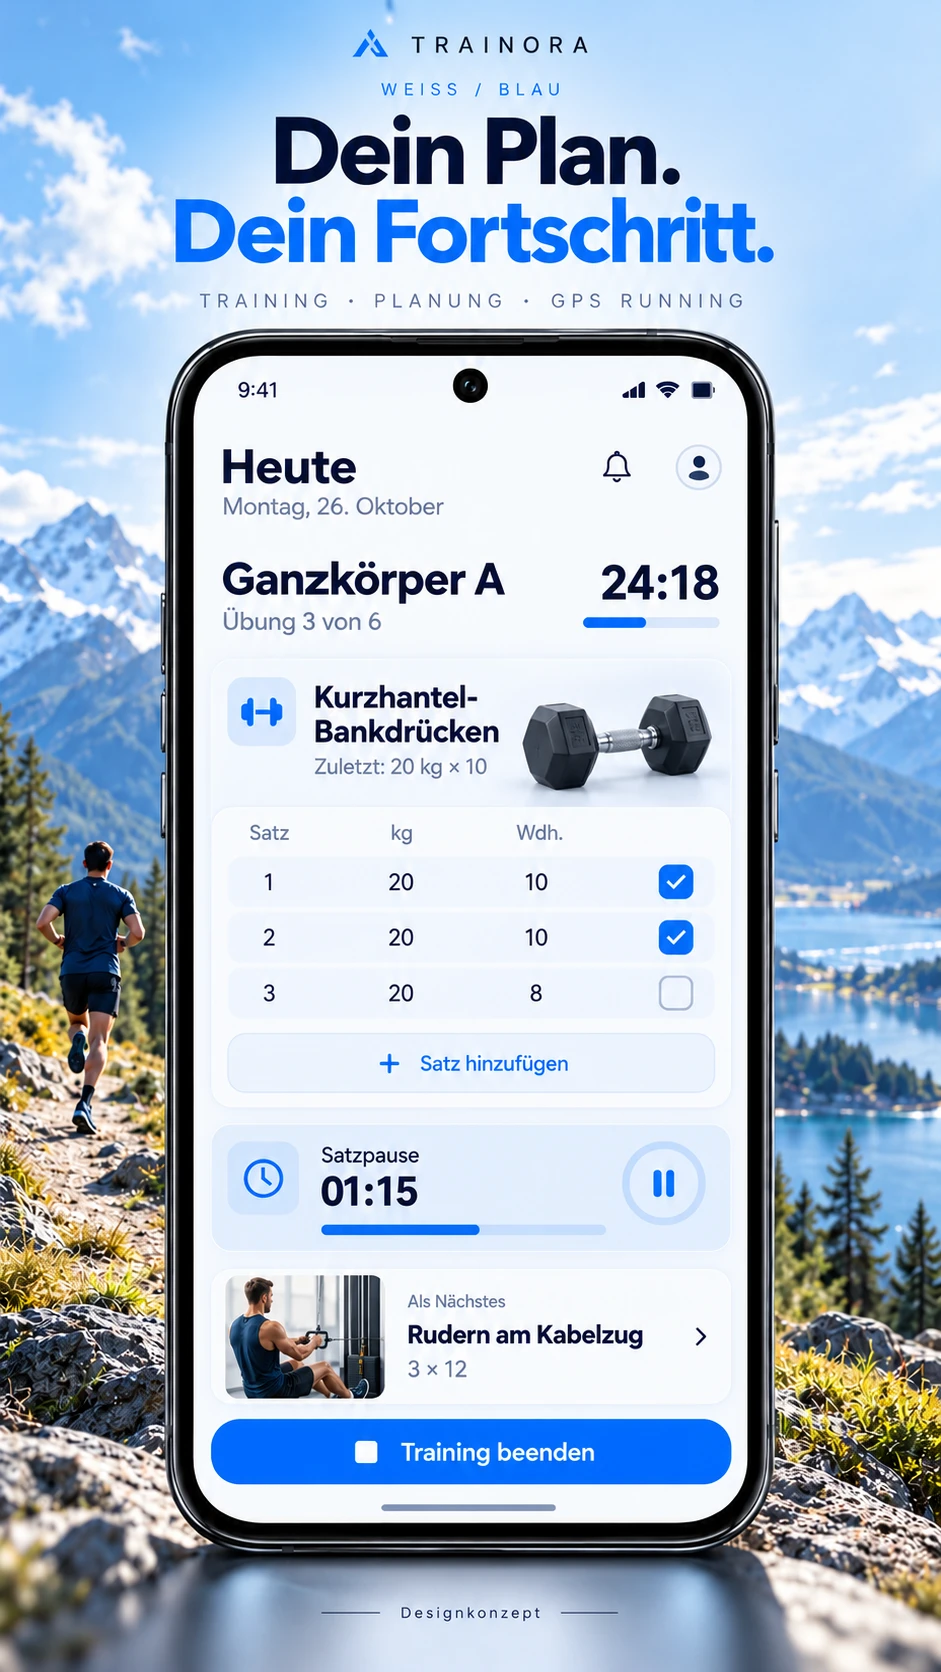 TRAINORA
WEISS / BLAU
Dein Plan.
Dein Fortschritt.
TRAINING • PLANUNG • GPS RUNNING
9:41
Heute
Montag, 26. Oktober
Ganzkörper A
24:18
Übung 3 von 6
Kurzhantel-
Bankdrücken
Zuletzt: 20 kg × 10
Satz kg Wdh.
1 20 10
2 20 10
3 20 8
+ Satz hinzufügen
Satzpause
01:15
Als Nächstes
Rudern am Kabelzug
3 × 12
Training beenden
Designkonzept